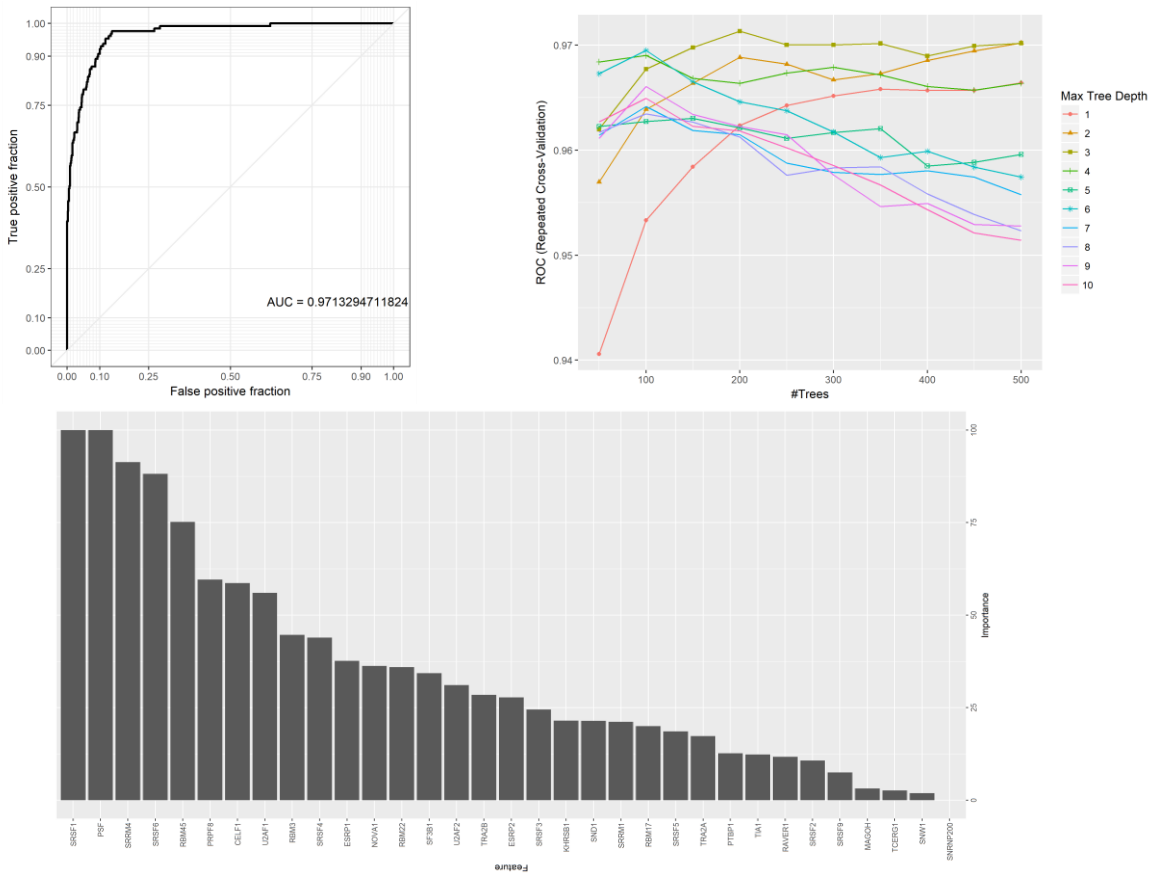 1.00
0.90
0.75
0.50
0.25
0.10
0.00
True positive fraction
AUC = 0.9713294711824
0.00 0.10 0.25 0.50 0.75 0.90 1.00
False positive fraction
0.97
0.96
0.95
0.94
ROC (Repeated Cross-Validation)
100 200 300 400 500
#Trees
Max Tree Depth
1
2
3
4
5
6
7
8
9
10
100
75
50
25
0
Importance
SRSF1
PSF
SRRM4
SRSF6
RBM45
PRPF8
CELF1
U2AF1
RBM3
SRSF4
ESRP1
NOVA1
RBM22
SF3B1
U2AF2
TRA2B
ESRP2
SRSF3
KHRSB1
SND1
SRRM1
RBM17
SRSF5
TRA2A
PTBP1
TIA1
RAVER1
SRSF2
SRSF9
MAGOH
TCERG1
SNW1
SNRNP200
Feature